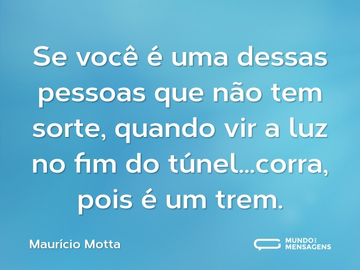 Se você é uma dessas
pessoas que não tem
sorte, quando vir a luz
no fim do túnel...corra,
pois é um trem.
Maurício Motta
MUNDO DAS
MENSAGENS